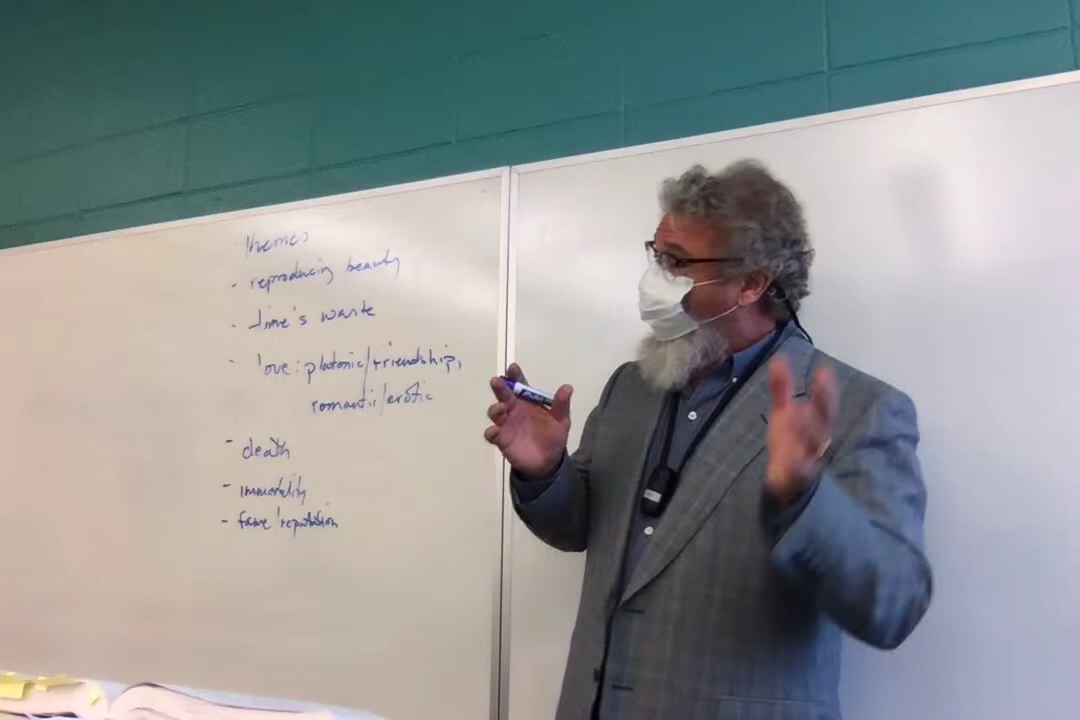 Themes
- reproducing beauty
- time's waste
- love: platonic/friendship,
romantic/erotic
- death
- immortality
- fame/reputation